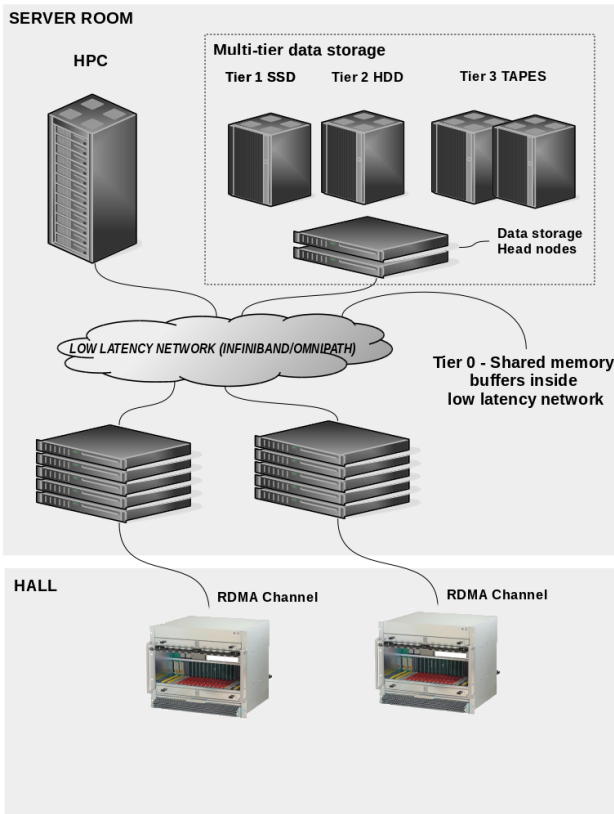 SERVER ROOM
HPC
Multi-tier data storage
Tier 1 SSD
Tier 2 HDD
Tier 3 TAPES
Data storage
Head nodes
LOW LATENCY NETWORK (INFINIBAND/OMNIPATH)
Tier 0 - Shared memory
buffers inside
low latency network
HALL
RDMA Channel
RDMA Channel